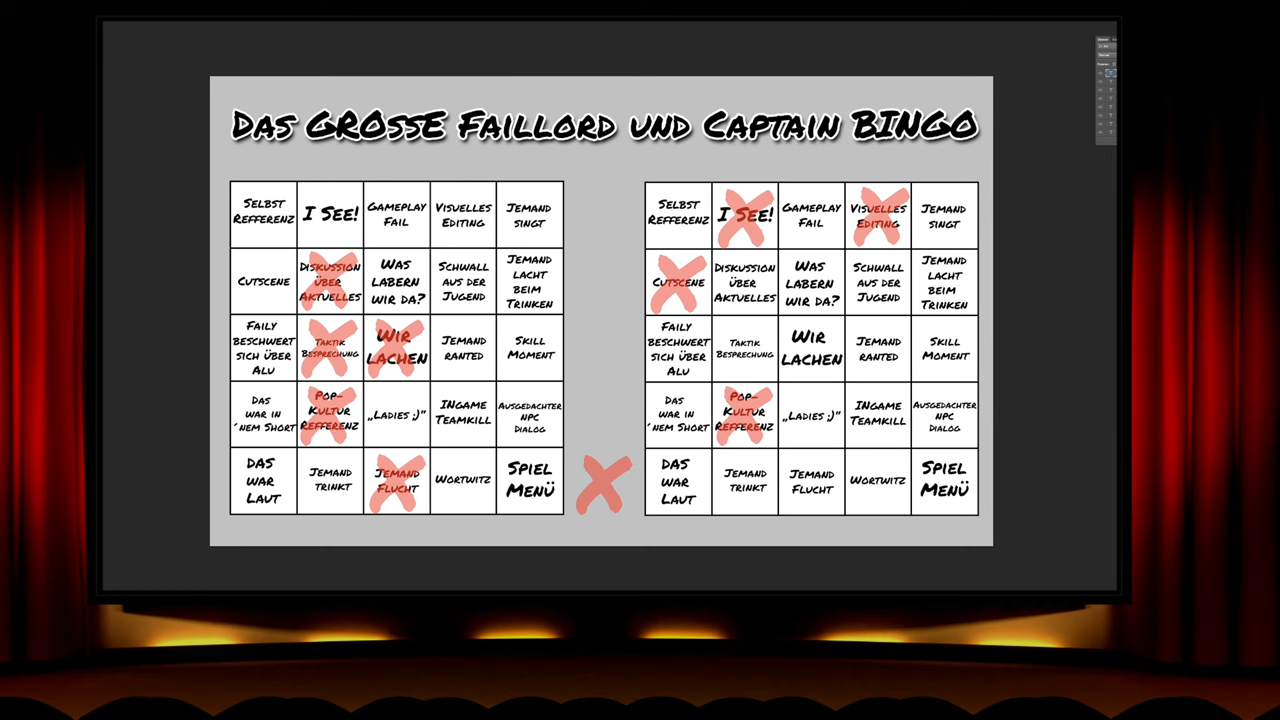 Das GROSSE Faillord und Captain BINGO
Selbst
Refferenz
I See!
Gameplay
Fail
Visuelles
Editing
Jemand
singt
Cutscene
Diskussion
über
Aktuelles
Was
labern
wir da?
Schwall
aus der
Jugend
Jemand
lacht
beim
Trinken
Faily
beschwert
sich über
Alu
Taktik
Besprechung
Wir
lachen
Jemand
ranted
Skill
Moment
Das
war in
´nem Short
Pop-
Kultur
Refferenz
„Ladies ;)“
INgame
Teamkill
Ausgedachter
NPC
Dialog
DAS
WAR
LAUT
Jemand
trinkt
Jemand
Flucht
Wortwitz
Spiel
Menü
Selbst
Refferenz
I See!
Gameplay
Fail
Visuelles
Editing
Jemand
singt
Cutscene
Diskussion
über
Aktuelles
Was
labern
wir da?
Schwall
aus der
Jugend
Jemand
lacht
beim
Trinken
Faily
beschwert
sich über
Alu
Taktik
Besprechung
Wir
lachen
Jemand
ranted
Skill
Moment
Das
war in
´nem Short
Pop-
Kultur
Refferenz
„Ladies ;)“
INgame
Teamkill
Ausgedachter
NPC
Dialog
DAS
WAR
LAUT
Jemand
trinkt
Jemand
Flucht
Wortwitz
Spiel
Menü